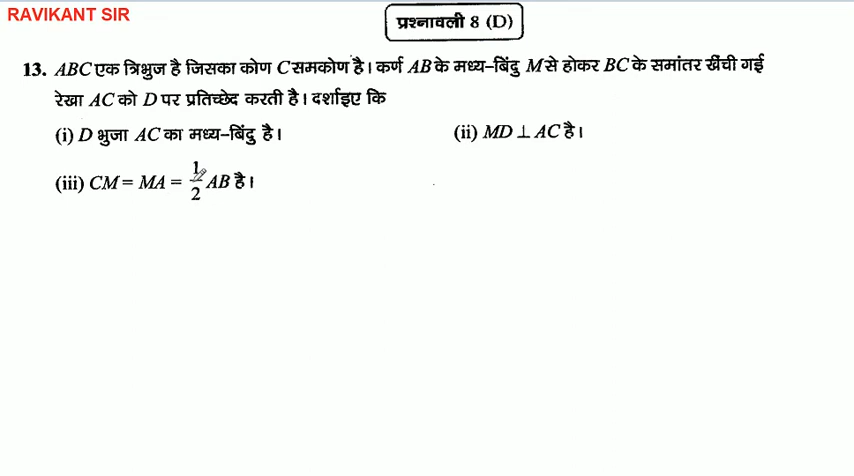 RAVIKANT SIR
प्रश्नावली 8 (D)
13. ABC एक त्रिभुज है जिसका कोण C समकोण है। कर्ण AB के मध्य-बिंदु M से होकर BC के समांतर खींची गई
रेखा AC को D पर प्रतिच्छेद करती है। दर्शाइए कि
(i) D भुजा AC का मध्य-बिंदु है। (ii) MD ⊥ AC है।
(iii) CM = MA = 1/2 AB है।